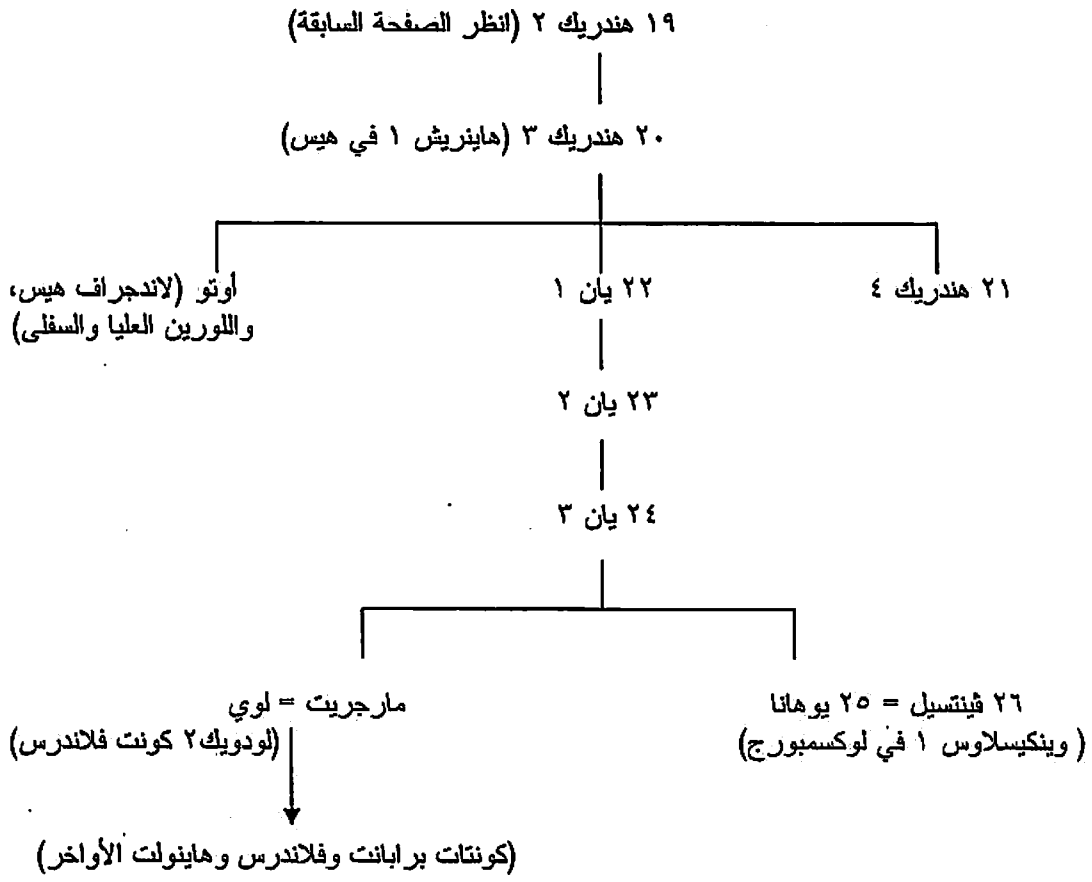 ١٩ هندريك ٢ (انظر الصفحة السابقة)
٢٠ هندريك ٣ (هاينريش ١ في هيس)
٢١ هندريك ٤
٢٢ يان ١
أوتو (لاندجراف هيس،
واللورين العليا والسفلى)
٢٣ يان ٢
٢٤ يان ٣
٢٦ ڤينتسيل = ٢٥ يوهانا
(وينكيسلاوس ١ في لوكسمبورج)
مارجريت = لوي
(لودويك٢ كونت فلاندرس)
(كونتات برابانت وفلاندرس وهاينولت الأواخر)